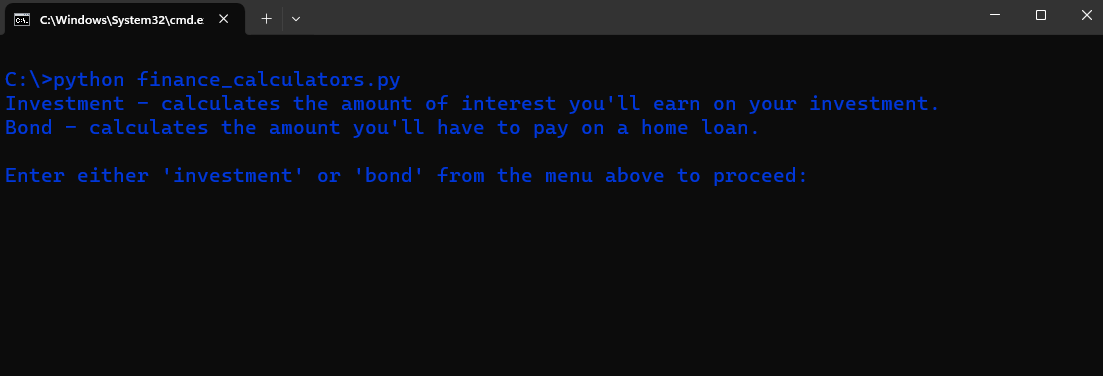 C:\Windows\System32\cmd.e
C:\>python finance_calculators.py
Investment - calculates the amount of interest you'll earn on your investment.
Bond - calculates the amount you'll have to pay on a home loan.
Enter either 'investment' or 'bond' from the menu above to proceed: